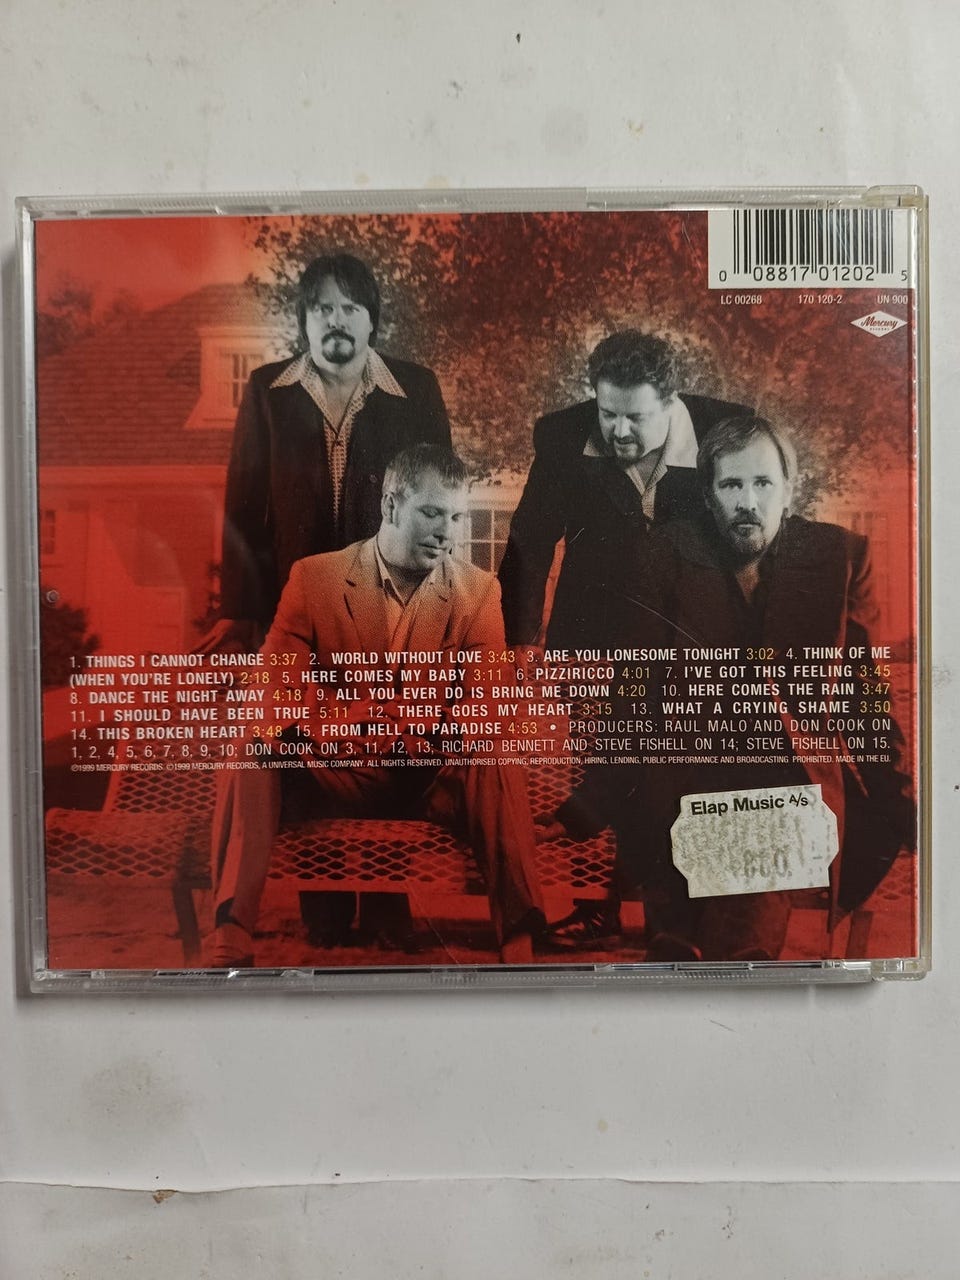 0 08817 01202 5
LC 00268 170 120-2 UN 900
Mercury
RECORDS
1. THINGS I CANNOT CHANGE 3:37 2. WORLD WITHOUT LOVE 3:43 3. ARE YOU LONESOME TONIGHT 3:02 4. THINK OF ME
(WHEN YOU'RE LONELY) 2:18 5. HERE COMES MY BABY 3:11 6. PIZZIRICCO 4:01 7. I'VE GOT THIS FEELING 3:45
8. DANCE THE NIGHT AWAY 4:18 9. ALL YOU EVER DO IS BRING ME DOWN 4:20 10. HERE COMES THE RAIN 3:47
11. I SHOULD HAVE BEEN TRUE 5:11 12. THERE GOES MY HEART 3:15 13. WHAT A CRYING SHAME 3:50
14. THIS BROKEN HEART 3:48 15. FROM HELL TO PARADISE 4:53 • PRODUCERS: RAUL MALO AND DON COOK ON
1, 2, 4, 5, 6, 7, 8, 9, 10; DON COOK ON 3, 11, 12, 13; RICHARD BENNETT AND STEVE FISHELL ON 14; STEVE FISHELL ON 15.
℗1999 MERCURY RECORDS. ©1999 MERCURY RECORDS, A UNIVERSAL MUSIC COMPANY. ALL RIGHTS RESERVED. UNAUTHORISED COPYING, REPRODUCTION, HIRING, LENDING, PUBLIC PERFORMANCE AND BROADCASTING PROHIBITED. MADE IN THE EU.
Elap Music A/s